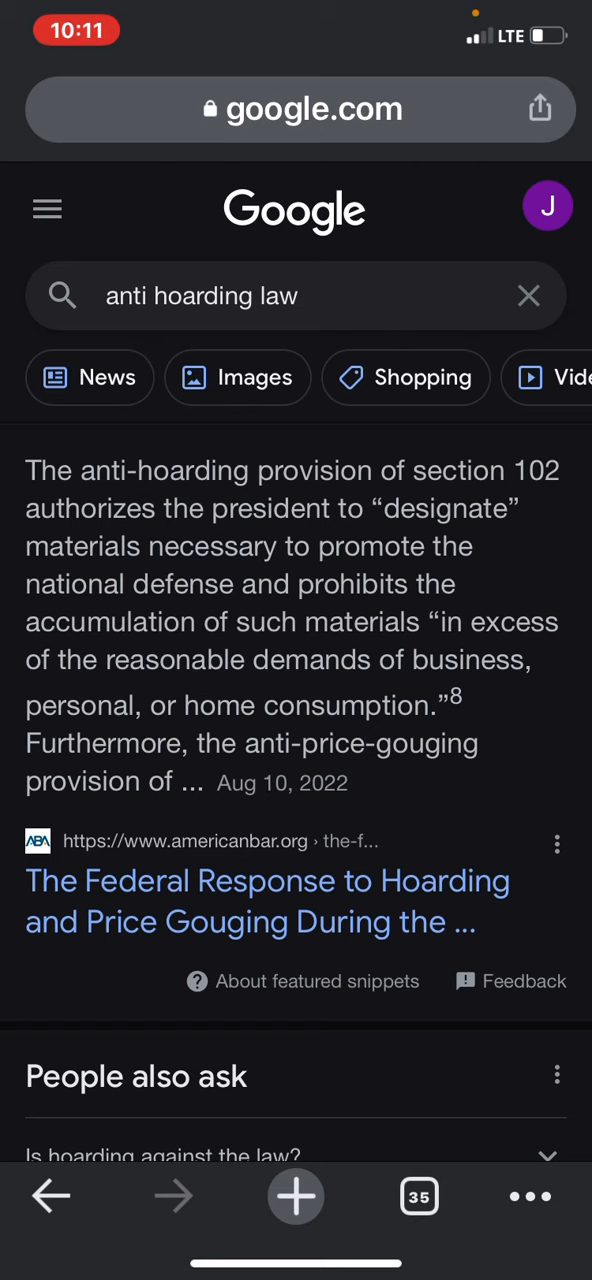 10:11
LTE
google.com
Google
J
anti hoarding law
News
Images
Shopping
Vide
The anti-hoarding provision of section 102
authorizes the president to “designate”
materials necessary to promote the
national defense and prohibits the
accumulation of such materials “in excess
of the reasonable demands of business,
personal, or home consumption.”8
Furthermore, the anti-price-gouging
provision of ... Aug 10, 2022
ABA https://www.americanbar.org › the-f...
The Federal Response to Hoarding
and Price Gouging During the ...
About featured snippets
Feedback
People also ask
Is hoarding against the law?
35